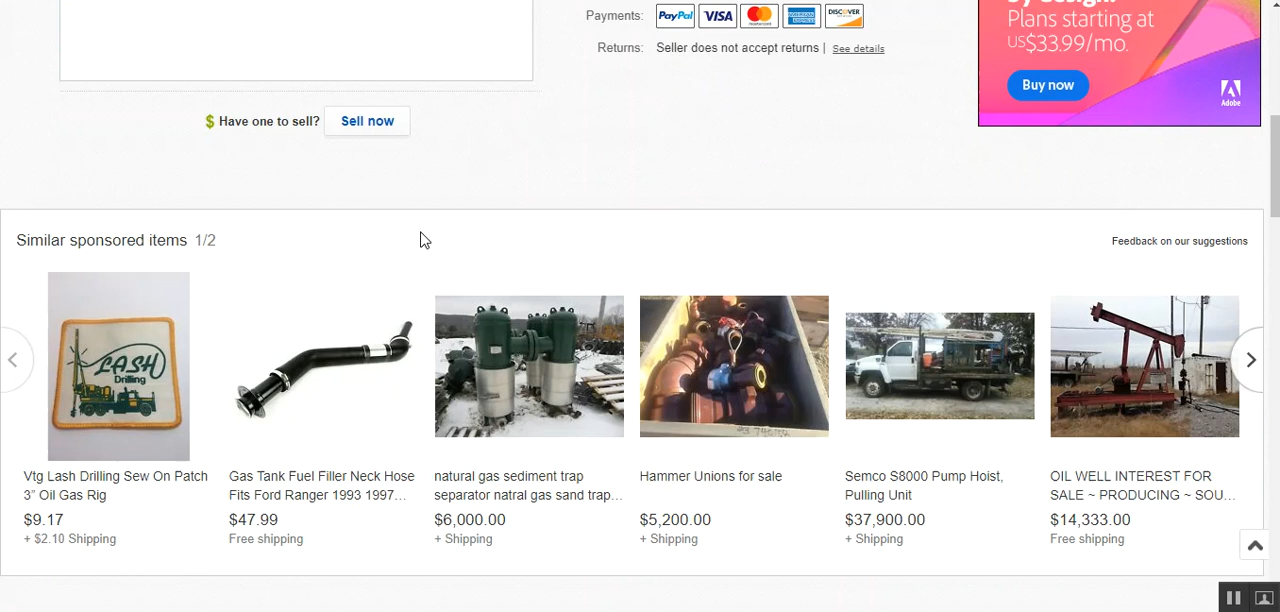 Payments: PayPal VISA mastercard AMERICAN EXPRESS DISCOVER
Returns: Seller does not accept returns | See details
Plans starting at
US$33.99/mo.
Buy now
Adobe
$ Have one to sell? Sell now
Similar sponsored items 1/2
Feedback on our suggestions
LASH
Drilling
Vtg Lash Drilling Sew On Patch
3” Oil Gas Rig
$9.17
+ $2.10 Shipping
Gas Tank Fuel Filler Neck Hose
Fits Ford Ranger 1993 1997...
$47.99
Free shipping
natural gas sediment trap
separator natral gas sand trap...
$6,000.00
+ Shipping
Hammer Unions for sale
$5,200.00
+ Shipping
Semco S8000 Pump Hoist,
Pulling Unit
$37,900.00
+ Shipping
OIL WELL INTEREST FOR
SALE ~ PRODUCING ~ SOU...
$14,333.00
Free shipping